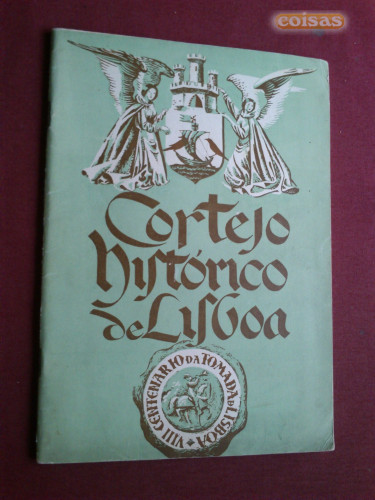 coisas
Cortejo
Histórico
de Lisboa
VIII CENTENARIO DA TOMADA DE LISBOA